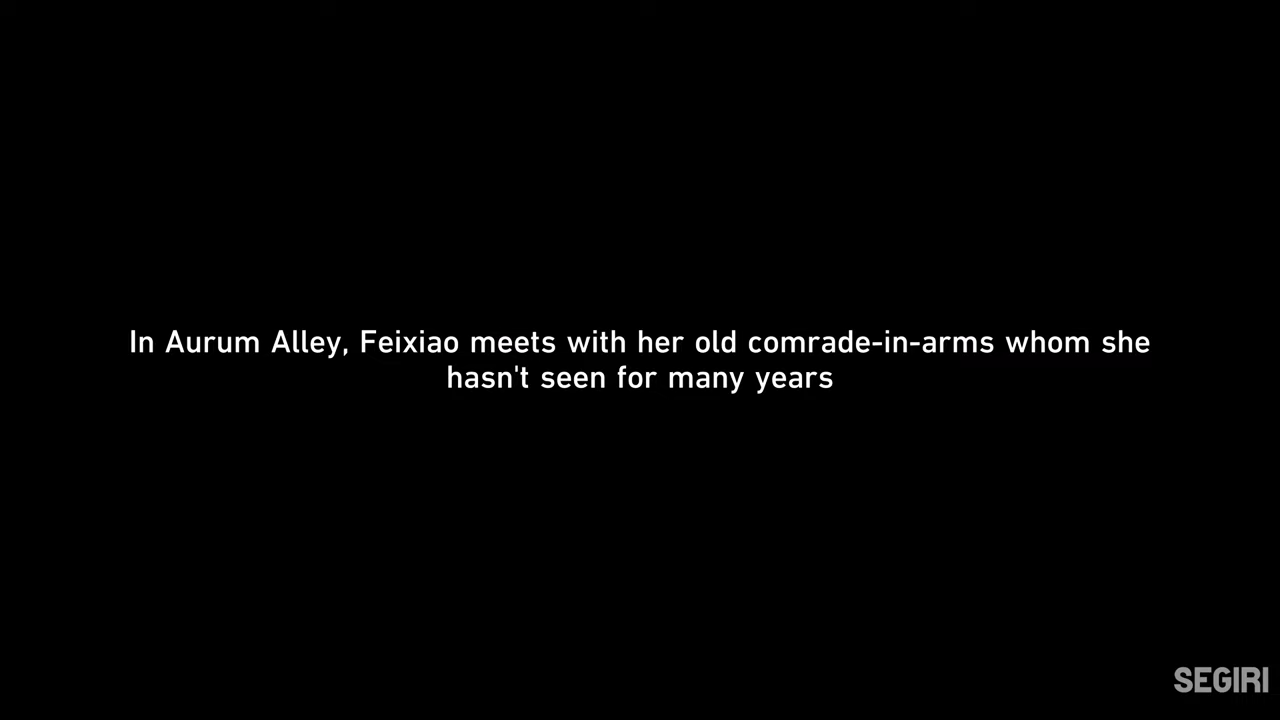 In Aurum Alley, Feixiao meets with her old comrade-in-arms whom she
hasn't seen for many years
SEGIRI